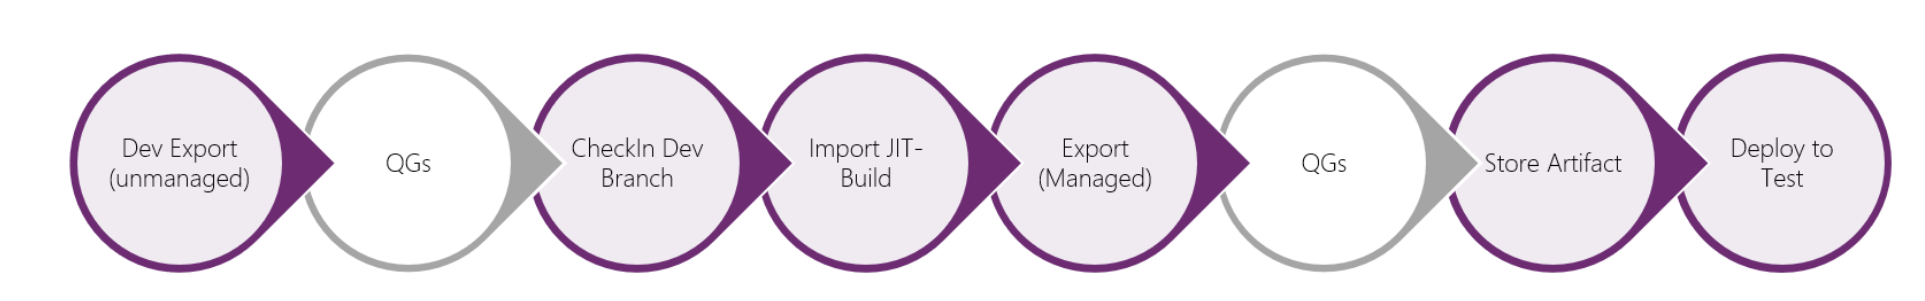 Dev Export
(unmanaged)
QGs
CheckIn Dev
Branch
Import JIT-
Build
Export
(Managed)
QGs
Store Artifact
Deploy to
Test